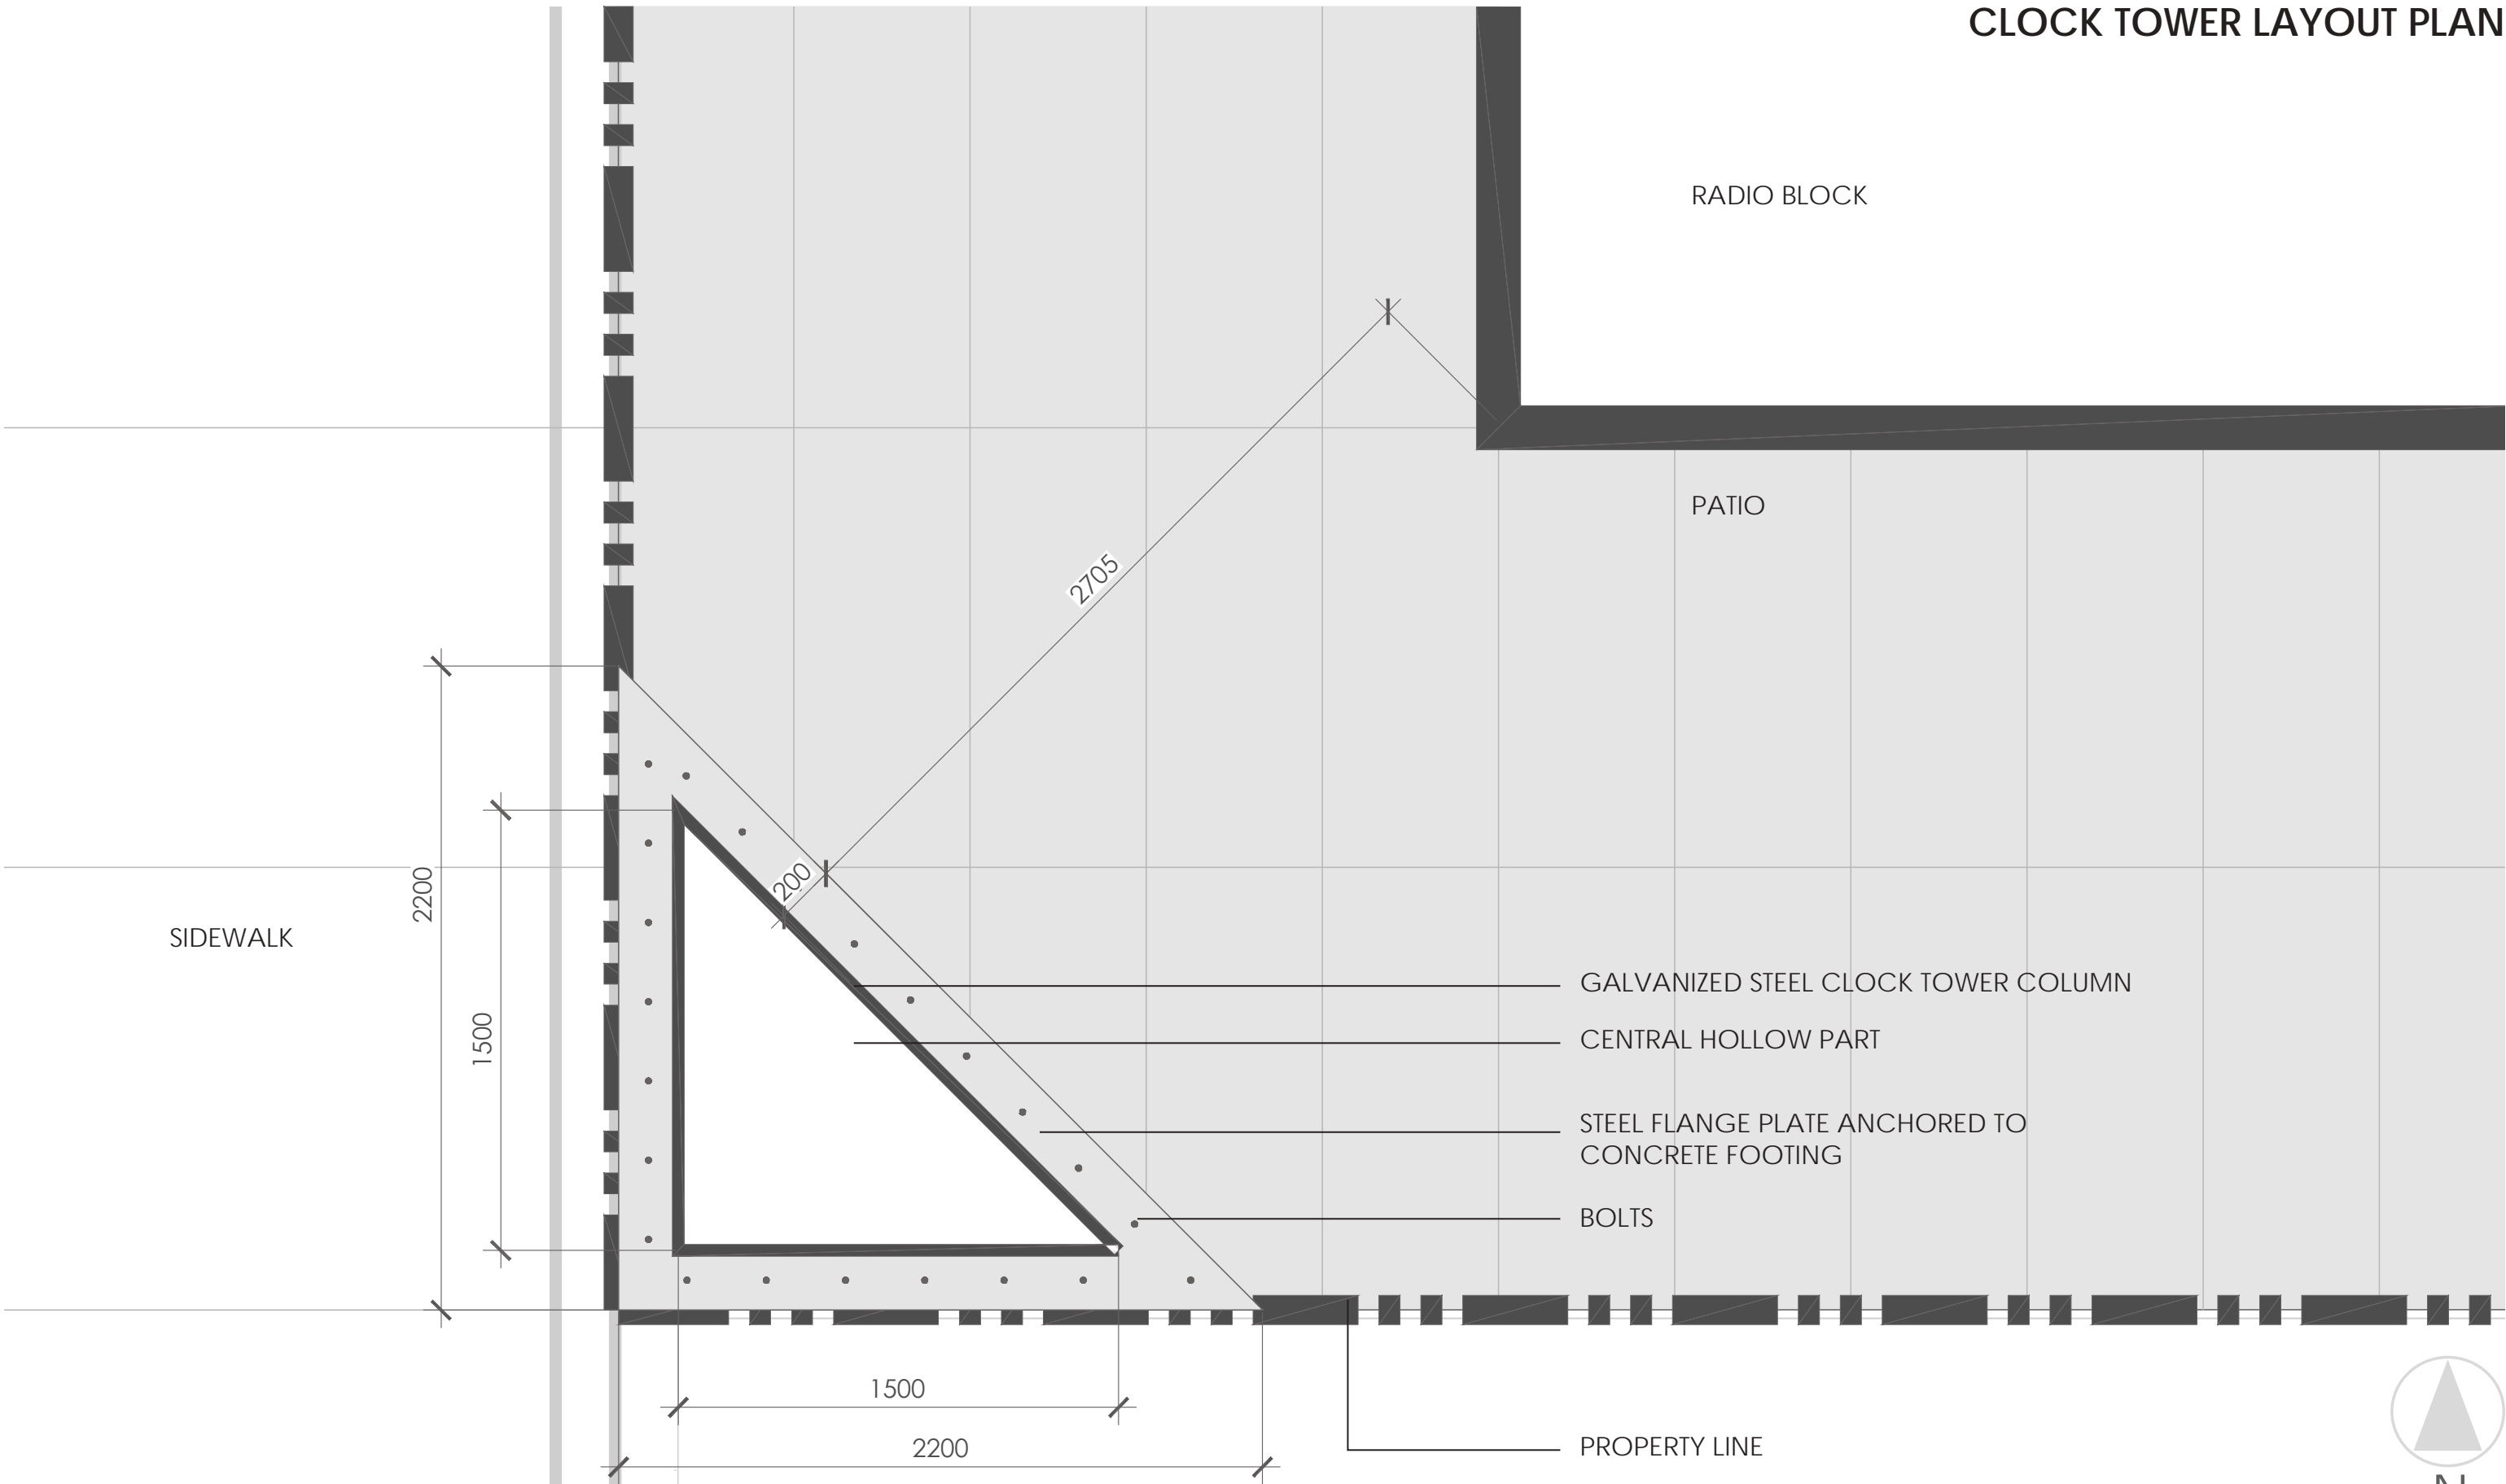 CLOCK TOWER LAYOUT PLAN
RADIO BLOCK
PATIO
2705
200
2200
1500
SIDEWALK
GALVANIZED STEEL CLOCK TOWER COLUMN
CENTRAL HOLLOW PART
STEEL FLANGE PLATE ANCHORED TO
CONCRETE FOOTING
BOLTS
1500
2200
PROPERTY LINE
N